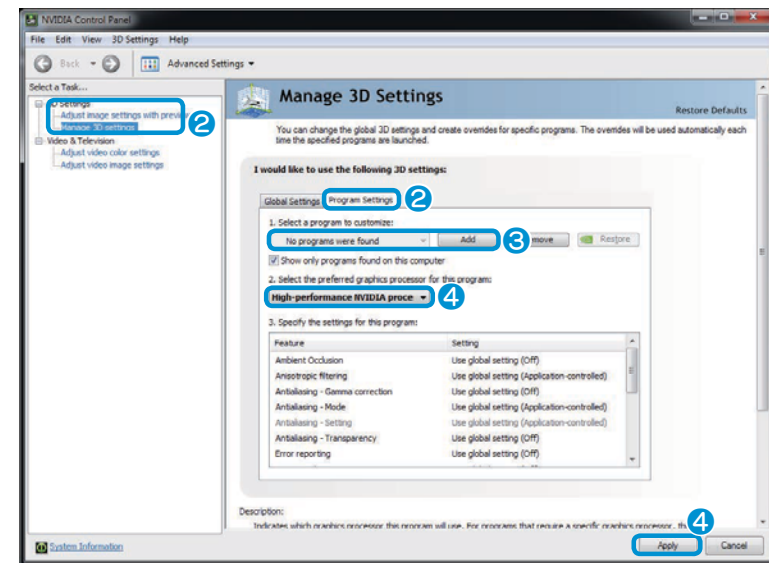 NVIDIA Control Panel
File Edit View 3D Settings Help
Back Advanced Settings
Select a Task...
3D Settings
Adjust image settings with preview
Manage 3D settings
2
Video & Television
Adjust video color settings
Adjust video image settings
Manage 3D Settings
Restore Defaults
You can change the global 3D settings and create overrides for specific programs. The overrides will be used automatically each
time the specified programs are launched.
I would like to use the following 3D settings:
Global Settings Program Settings 2
1. Select a program to customize:
No programs were found Add 3 move Restore
Show only programs found on this computer
2. Select the preferred graphics processor for this program:
High-performance NVIDIA proce 4
3. Specify the settings for this program:
Feature Setting
Ambient Occlusion Use global setting (Off)
Anisotropic filtering Use global setting (Application-controlled)
Antialiasing - Gamma correction Use global setting (Off)
Antialiasing - Mode Use global setting (Application-controlled)
Antialiasing - Setting Use global setting (Application-controlled)
Antialiasing - Transparency Use global setting (Off)
Error reporting Use global setting (Off)
Description:
Indicates which graphics processor this program will use. For programs that require a specific graphics processor, th
4
System Information
Apply Cancel